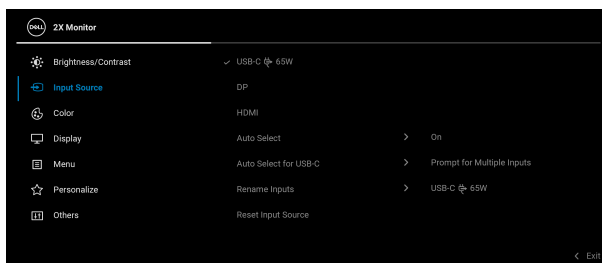 DELL 2X Monitor
Brightness/Contrast USB-C 65W
Input Source DP
Color HDMI
Display Auto Select On
Menu Auto Select for USB-C Prompt for Multiple Inputs
Personalize Rename Inputs USB-C 65W
Others Reset Input Source
Exit